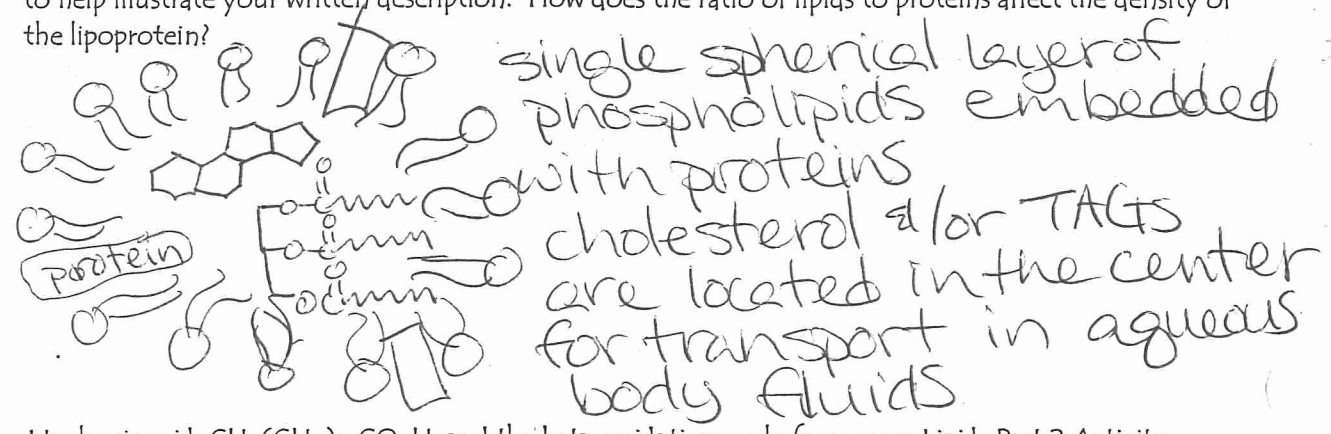 to help illustrate your written description. How does the ratio of lipids to proteins affect the density of
the lipoprotein?
single spherical layer of
phospholipids embedded
with proteins
cholesterol &/or TAGs
are located in the center
for transport in aqueous
body fluids
protein
O
O-C
O
O-C
O
OC